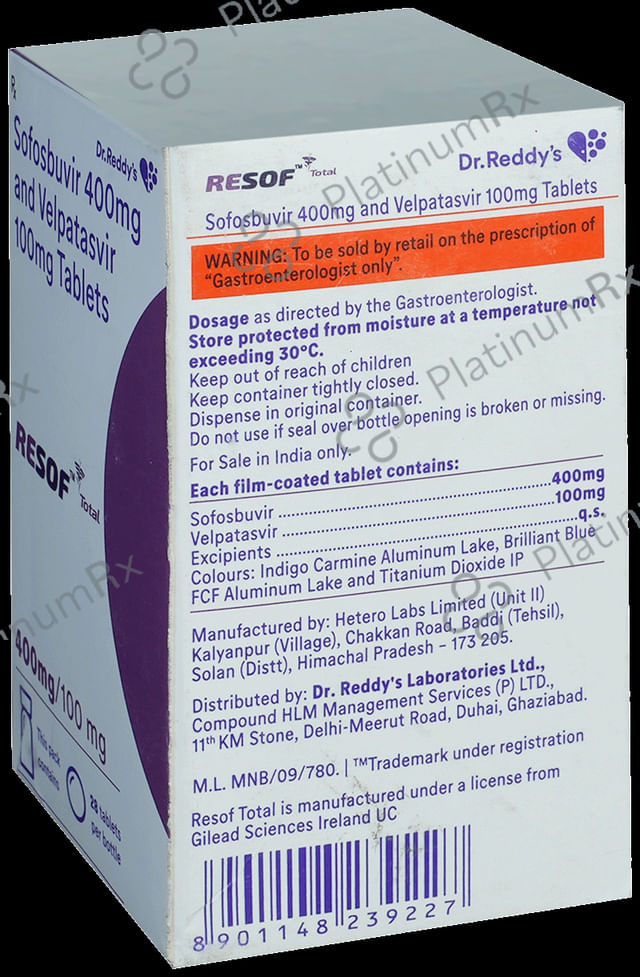 Rx
Sofosbuvir 400mg
and Velpatasvir
100mg Tablets
Dr.Reddy's
RESOF™ Total
400mg/100 mg
This pack
contains
28 tablets
per bottle
RESOF™ Total
Dr.Reddy's
Sofosbuvir 400mg and Velpatasvir 100mg Tablets
WARNING: To be sold by retail on the prescription of
“Gastroenterologist only”.
Dosage as directed by the Gastroenterologist.
Store protected from moisture at a temperature not
exceeding 30°C.
Keep out of reach of children
Keep container tightly closed.
Dispense in original container.
Do not use if seal over bottle opening is broken or missing.
For Sale in India only.
Each film-coated tablet contains:
Sofosbuvir ........................................................400mg
Velpatasvir ........................................................100mg
Excipients ........................................................q.s.
Colours: Indigo Carmine Aluminum Lake, Brilliant Blue
FCF Aluminum Lake and Titanium Dioxide IP
Manufactured by: Hetero Labs Limited (Unit II)
Kalyanpur (Village), Chakkan Road, Baddi (Tehsil),
Solan (Distt), Himachal Pradesh – 173 205.
Distributed by: Dr. Reddy's Laboratories Ltd.,
Compound HLM Management Services (P) LTD.,
11th KM Stone, Delhi-Meerut Road, Duhai, Ghaziabad.
M.L. MNB/09/780. | ™Trademark under registration
Resof Total is manufactured under a license from
Gilead Sciences Ireland UC
8 901148 239227
PlatinumRx
PlatinumRx
PlatinumRx
PlatinumRx